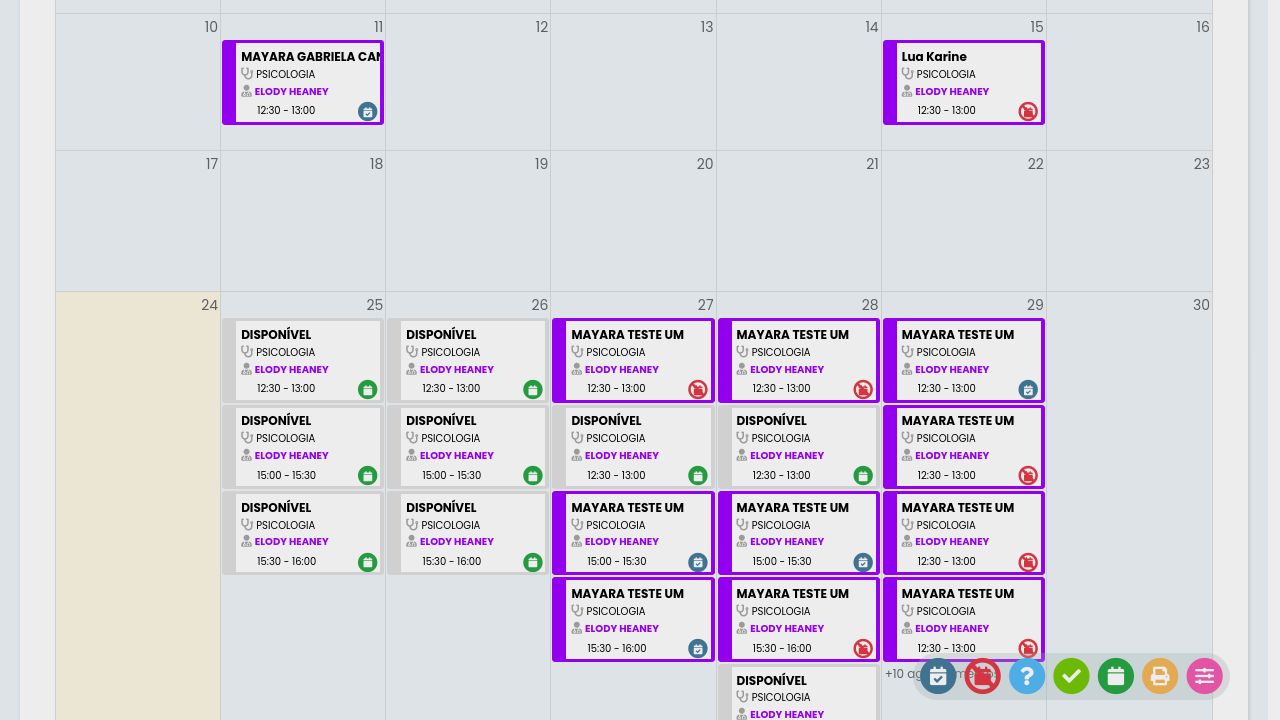 10
11
12
13
14
15
16
MAYARA GABRIELA CAN
PSICOLOGIA
ELODY HEANEY
12:30 - 13:00
Lua Karine
PSICOLOGIA
ELODY HEANEY
12:30 - 13:00
17
18
19
20
21
22
23
24
25
26
27
28
29
30
DISPONÍVEL
PSICOLOGIA
ELODY HEANEY
12:30 - 13:00
DISPONÍVEL
PSICOLOGIA
ELODY HEANEY
15:00 - 15:30
DISPONÍVEL
PSICOLOGIA
ELODY HEANEY
15:30 - 16:00
DISPONÍVEL
PSICOLOGIA
ELODY HEANEY
12:30 - 13:00
DISPONÍVEL
PSICOLOGIA
ELODY HEANEY
15:00 - 15:30
DISPONÍVEL
PSICOLOGIA
ELODY HEANEY
15:30 - 16:00
MAYARA TESTE UM
PSICOLOGIA
ELODY HEANEY
12:30 - 13:00
DISPONÍVEL
PSICOLOGIA
ELODY HEANEY
12:30 - 13:00
MAYARA TESTE UM
PSICOLOGIA
ELODY HEANEY
15:00 - 15:30
MAYARA TESTE UM
PSICOLOGIA
ELODY HEANEY
15:30 - 16:00
MAYARA TESTE UM
PSICOLOGIA
ELODY HEANEY
12:30 - 13:00
DISPONÍVEL
PSICOLOGIA
ELODY HEANEY
12:30 - 13:00
MAYARA TESTE UM
PSICOLOGIA
ELODY HEANEY
15:00 - 15:30
MAYARA TESTE UM
PSICOLOGIA
ELODY HEANEY
15:30 - 16:00
DISPONÍVEL
PSICOLOGIA
ELODY HEANEY
MAYARA TESTE UM
PSICOLOGIA
ELODY HEANEY
12:30 - 13:00
MAYARA TESTE UM
PSICOLOGIA
ELODY HEANEY
12:30 - 13:00
MAYARA TESTE UM
PSICOLOGIA
ELODY HEANEY
12:30 - 13:00
MAYARA TESTE UM
PSICOLOGIA
ELODY HEANEY
12:30 - 13:00
+10